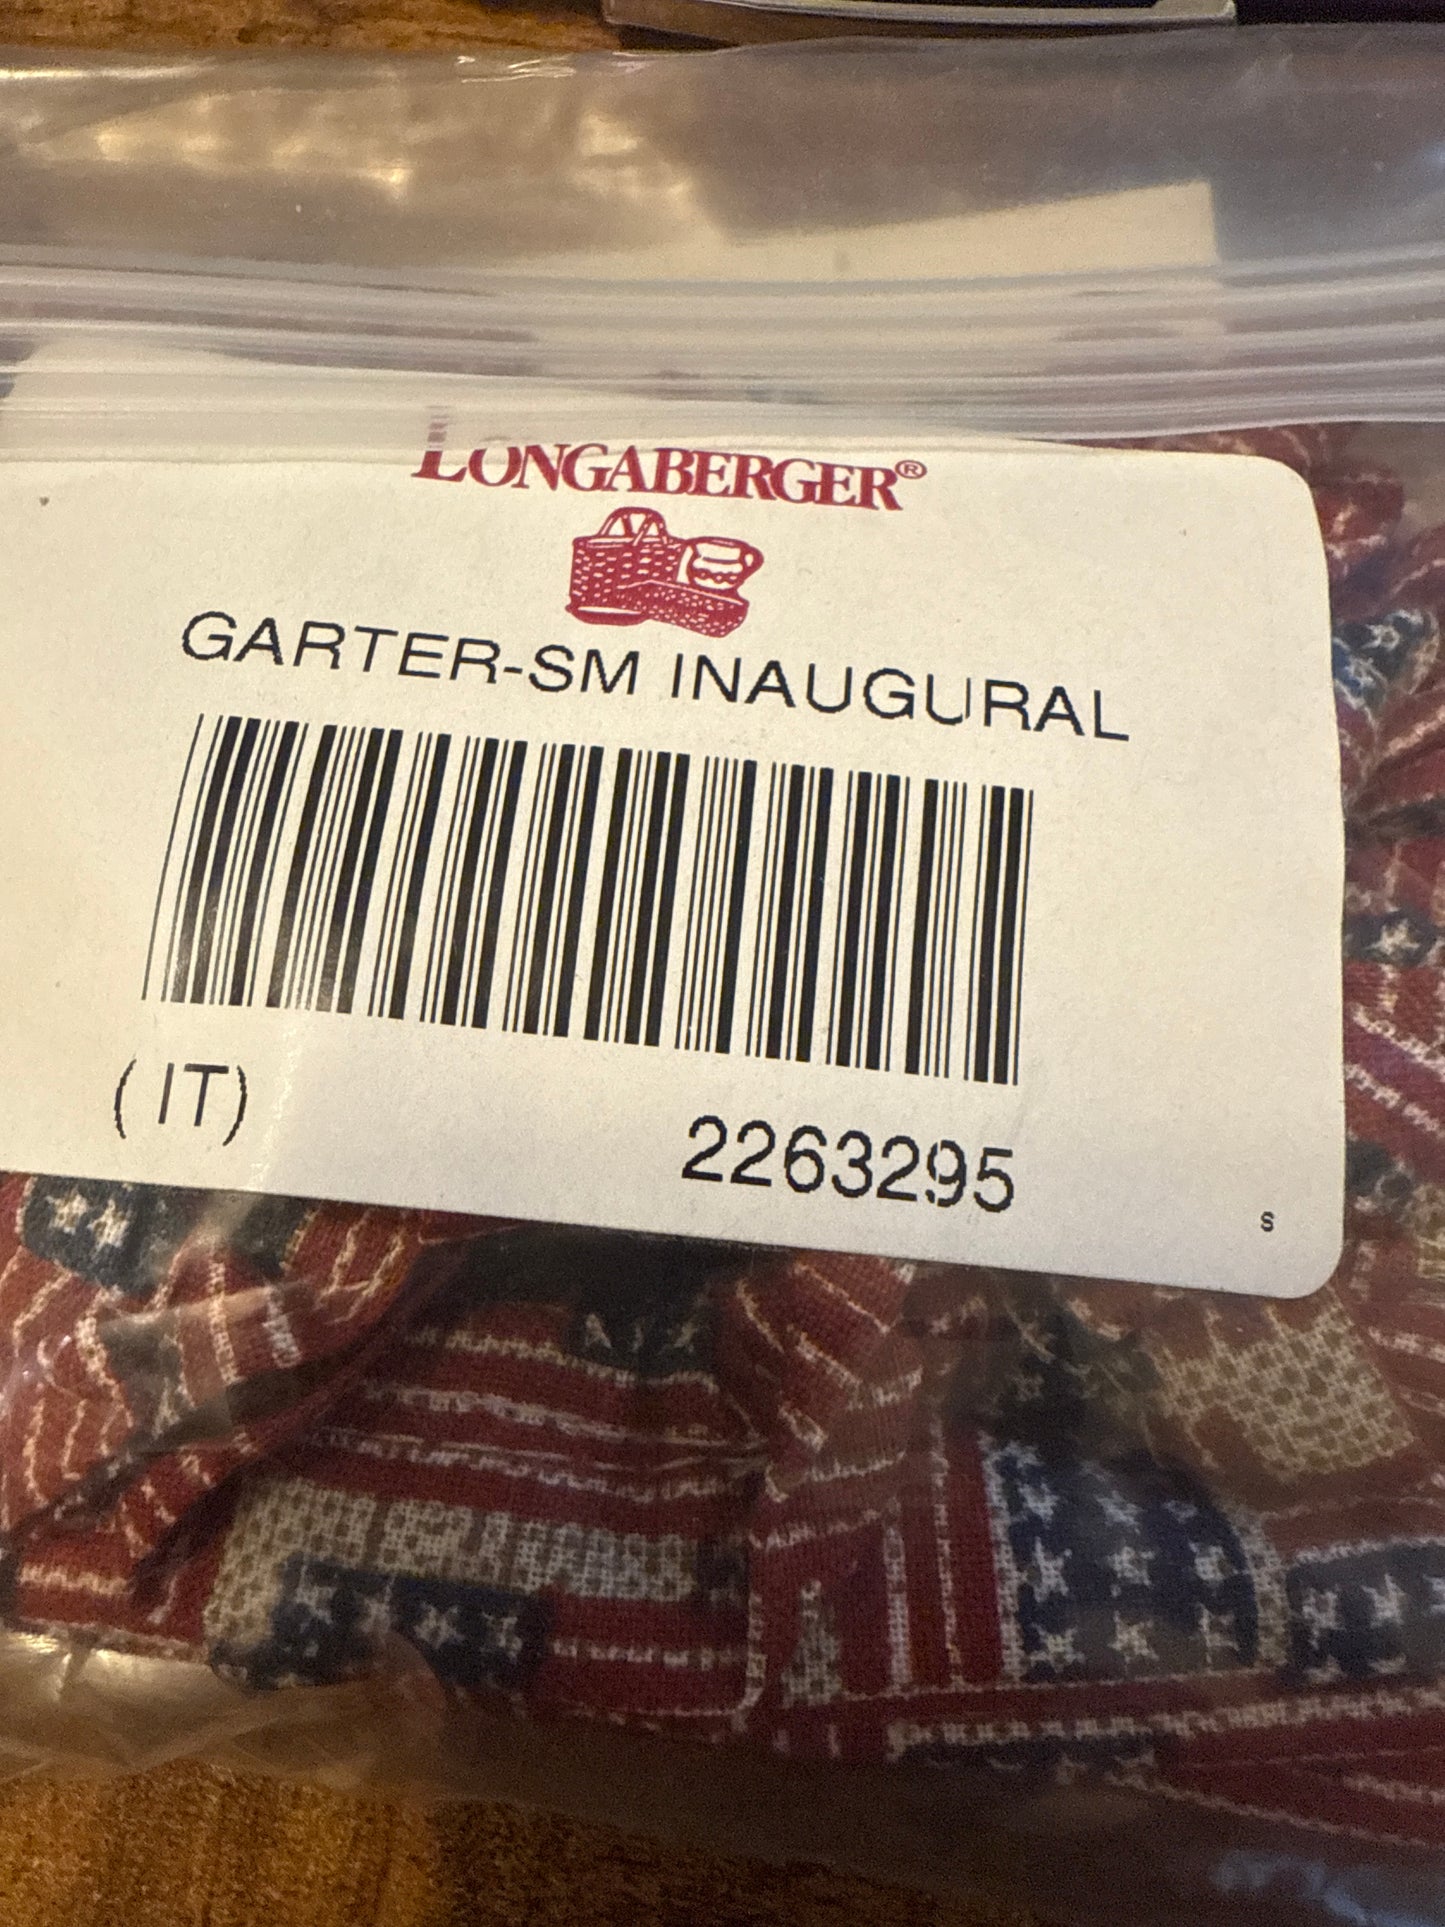 LONGABERGER®
GARTER-SM INAUGURAL
( IT)
2263295
S